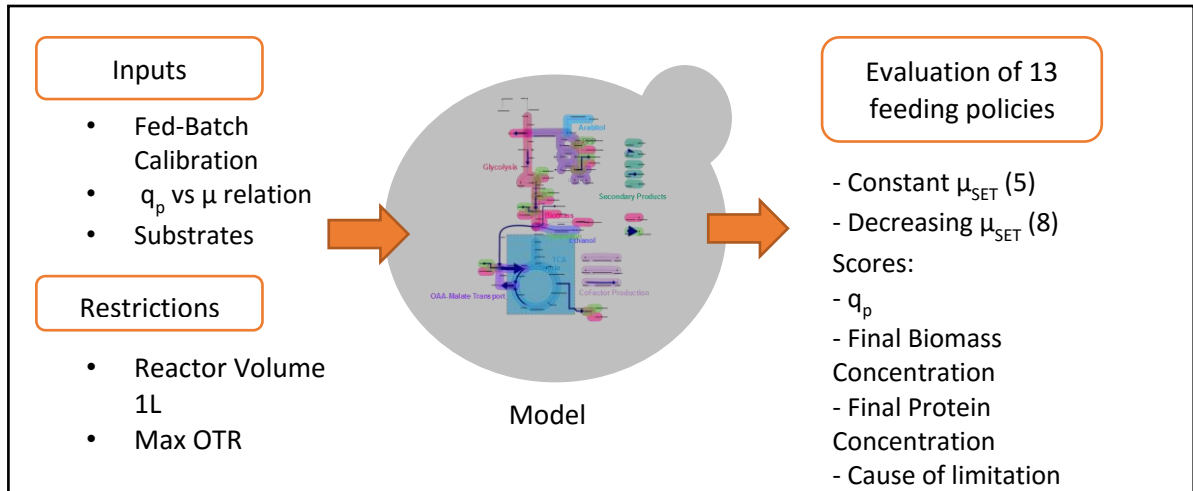 Inputs
• Fed-Batch
Calibration
• qₚ vs μ relation
• Substrates
Restrictions
• Reactor Volume
1L
• Max OTR
Arabitol
Glycolysis
Secondary Products
Biomass
Ethanol
TCA
OAA-Malate Transport
CoFactor Production
Model
Evaluation of 13
feeding policies
- Constant μSET (5)
- Decreasing μSET (8)
Scores:
- qₚ
- Final Biomass
Concentration
- Final Protein
Concentration
- Cause of limitation